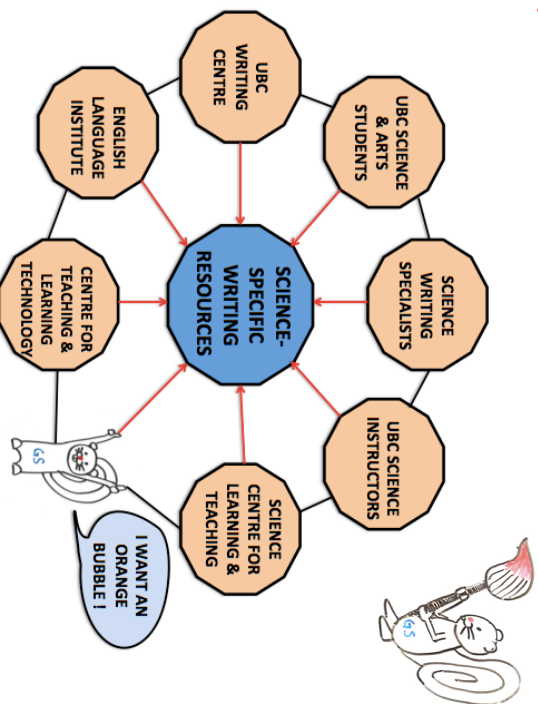 SCIENCE
WRITING
SPECIALISTS
UBC SCIENCE
& ARTS
STUDENTS
UBC SCIENCE
INSTRUCTORS
UBC
WRITING
CENTRE
SCIENCE-
SPECIFIC
WRITING
RESOURCES
SCIENCE
CENTRE FOR
LEARNING &
TEACHING
ENGLISH
LANGUAGE
INSTITUTE
CENTRE FOR
TEACHING &
LEARNING
TECHNOLOGY
GS
I WANT AN
ORANGE
BUBBLE !
GS